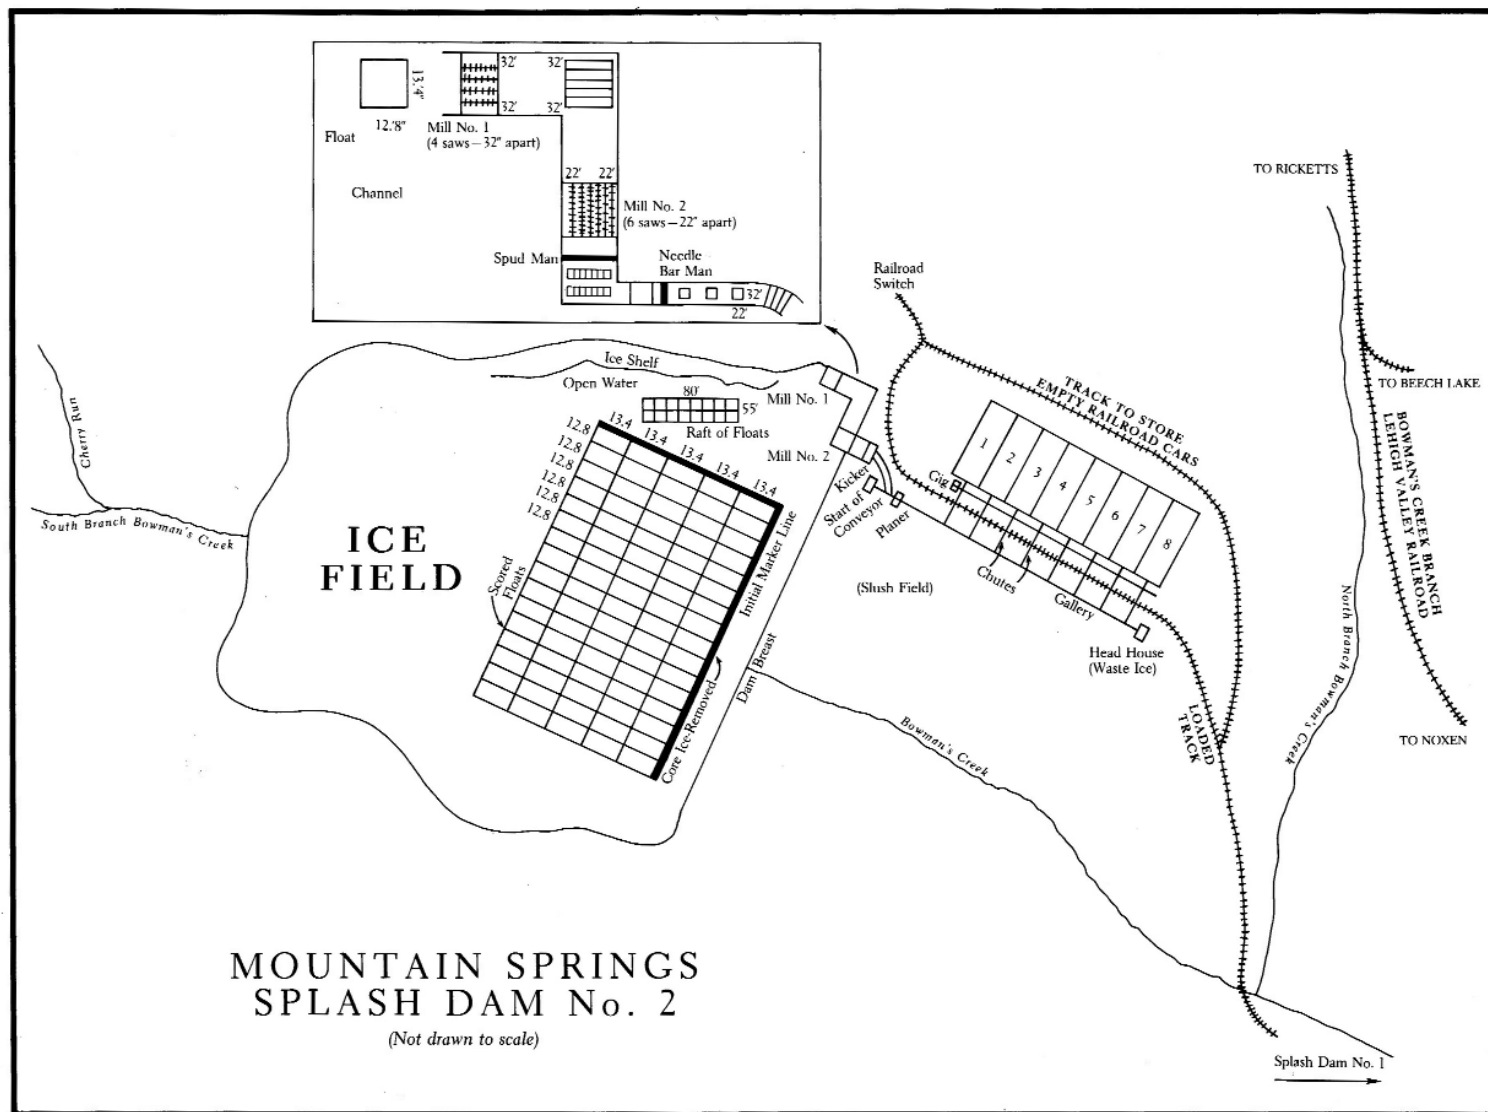 32'
32'
13.'4"
32'
32'
12.'8"
Float
Mill No. 1
(4 saws—32" apart)
Channel
22'
22'
Mill No. 2
(6 saws—22" apart)
Spud Man
Needle
Bar Man
32'
22'
TO RICKETTS
Railroad
Switch
Ice Shelf
Open Water
80'
55'
Raft of Floats
Mill No. 1
Mill No. 2
TRACK TO STORE
EMPTY RAILROAD CARS
TO BEECH LAKE
BOWMAN'S CREEK BRANCH
LEHIGH VALLEY RAILROAD
Cherry Run
South Branch Bowman's Creek
12.8
12.8
12.8
12.8
12.8
12.8
13.4
13.4
13.4
13.4
13.4
ICE
FIELD
Scored
Floats
Initial Marker Line
Kicker
Start of
Conveyor
Planer
Gig
1
2
3
4
5
6
7
8
(Slush Field)
Chutes
Gallery
Head House
(Waste Ice)
Core Ice-Removed
Dam Breast
Bowman's Creek
LOADED
TRACK
North Branch Bowman's Creek
TO NOXEN
MOUNTAIN SPRINGS
SPLASH DAM No. 2
(Not drawn to scale)
Splash Dam No. 1